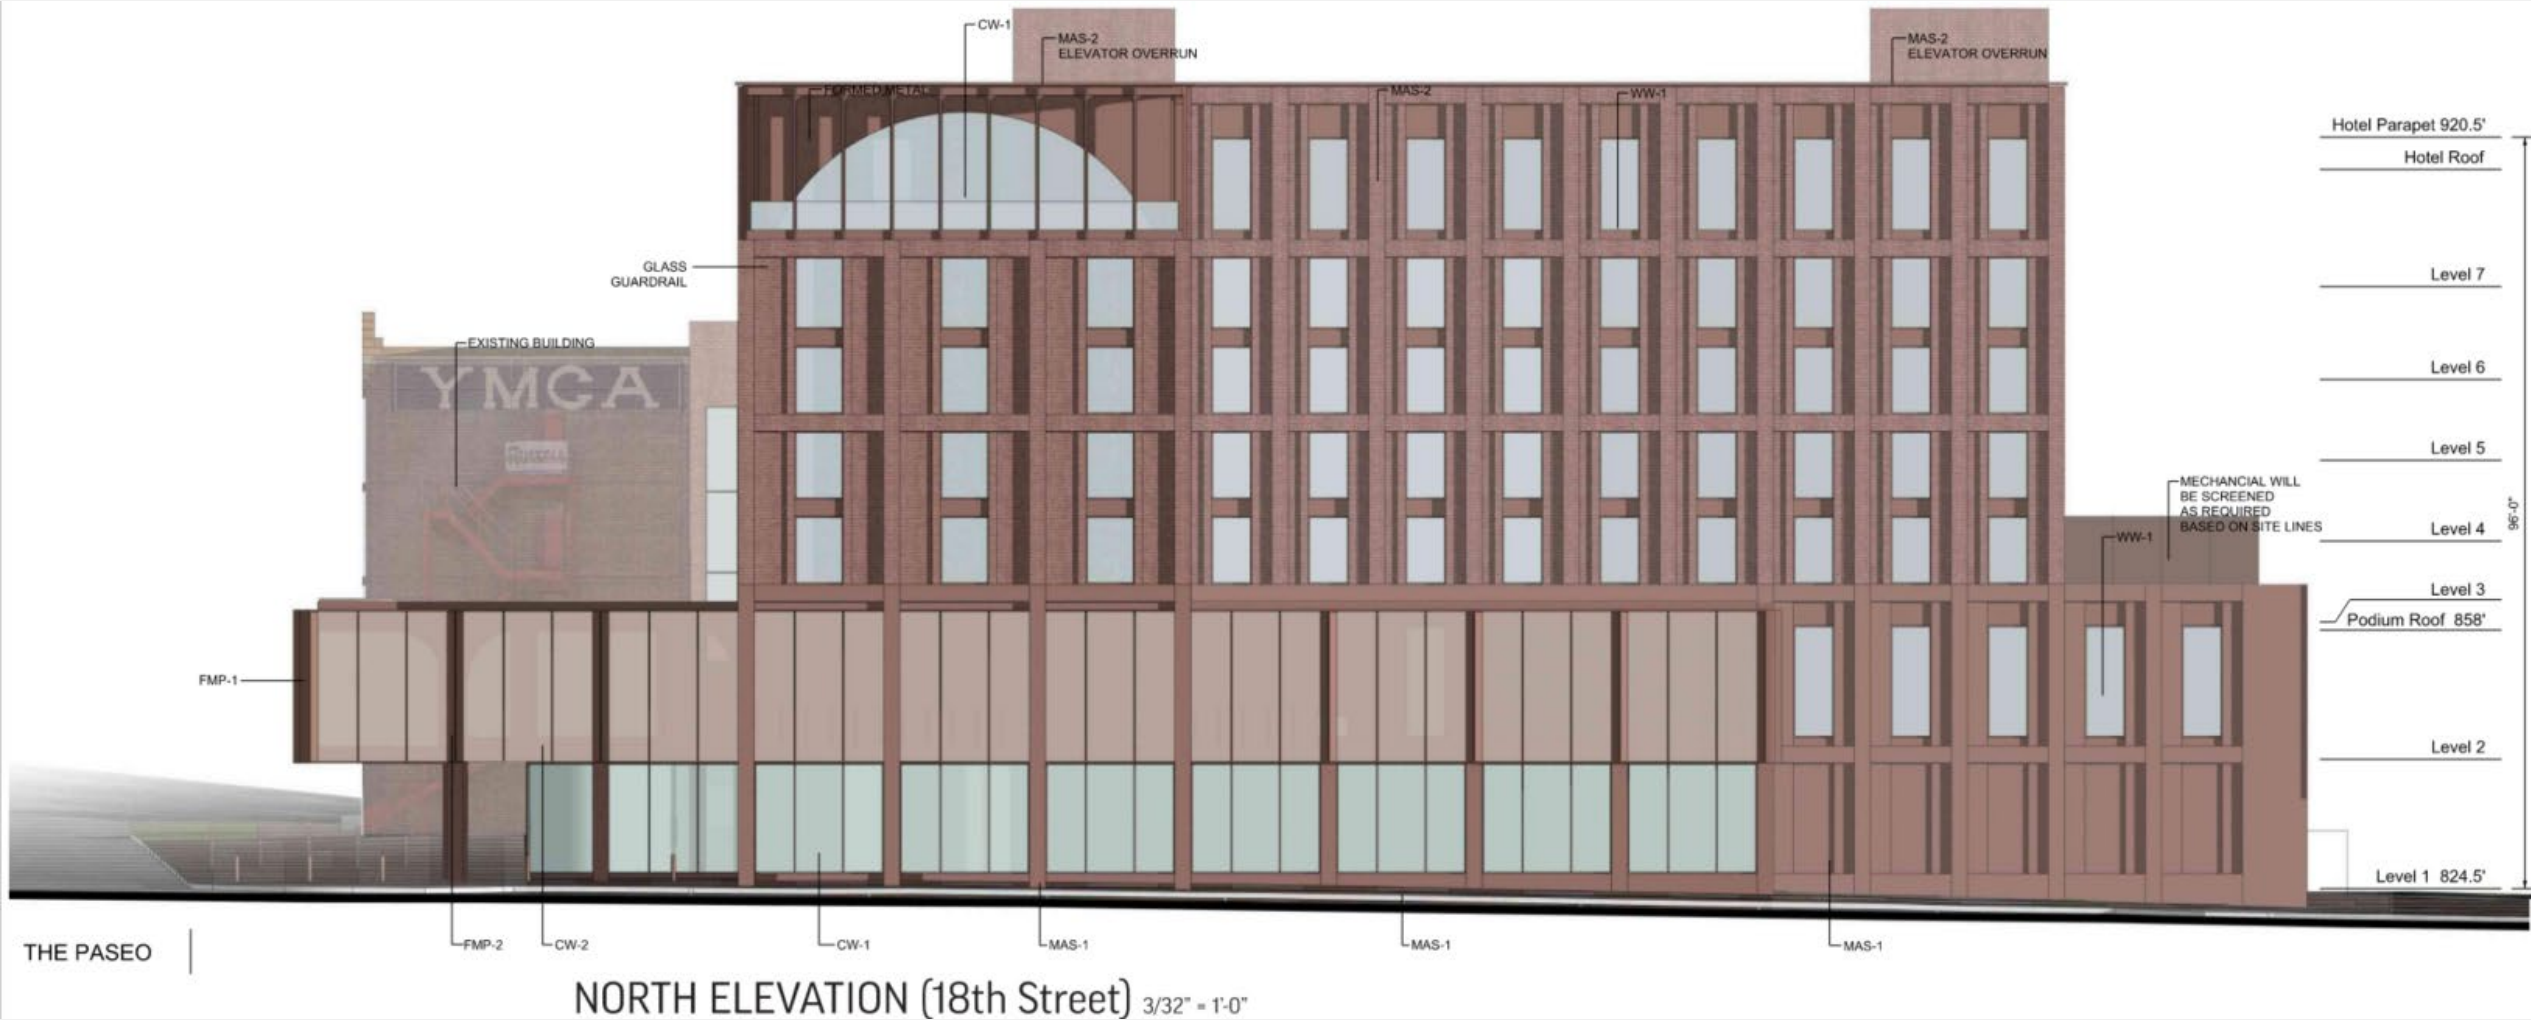 CW-1
MAS-2
ELEVATOR OVERRUN
MAS-2
ELEVATOR OVERRUN
FORMED METAL
MAS-2
WW-1
Hotel Parapet 920.5'
Hotel Roof
GLASS
GUARDRAIL
Level 7
EXISTING BUILDING
YMCA
Level 6
Level 5
MECHANCIAL WILL
BE SCREENED
AS REQUIRED
BASED ON SITE LINES
WW-1
Level 4
96'-0"
Level 3
Podium Roof 858'
FMP-1
Level 2
Level 1 824.5'
THE PASEO
FMP-2
CW-2
CW-1
MAS-1
MAS-1
MAS-1
NORTH ELEVATION (18th Street) 3/32" = 1'-0"